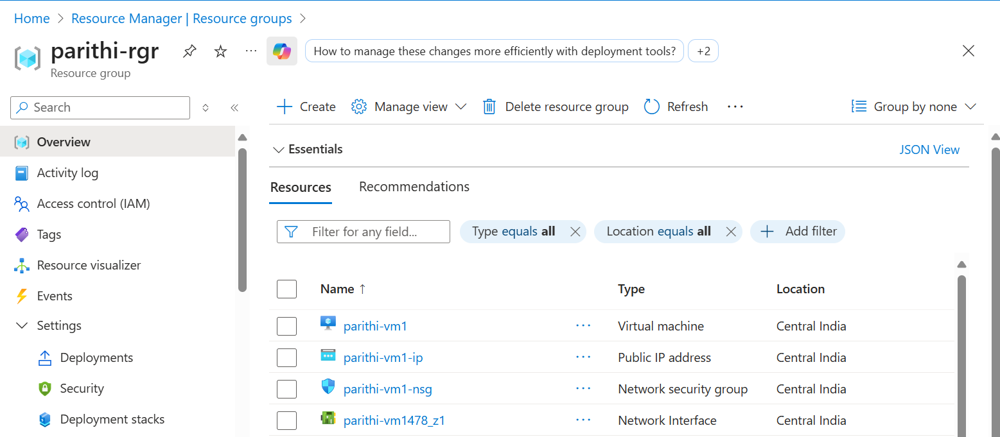 Home > Resource Manager | Resource groups >
parithi-rgr
Resource group
How to manage these changes more efficiently with deployment tools?
+2
Search
Create
Manage view
Delete resource group
Refresh
Group by none
Overview
Activity log
Access control (IAM)
Tags
Resource visualizer
Events
Settings
Deployments
Security
Deployment stacks
Essentials
JSON View
Resources Recommendations
Filter for any field... Type equals all Location equals all Add filter
Name ↑ Type Location
parithi-vm1 Virtual machine Central India
parithi-vm1-ip Public IP address Central India
parithi-vm1-nsg Network security group Central India
parithi-vm1478_z1 Network Interface Central India